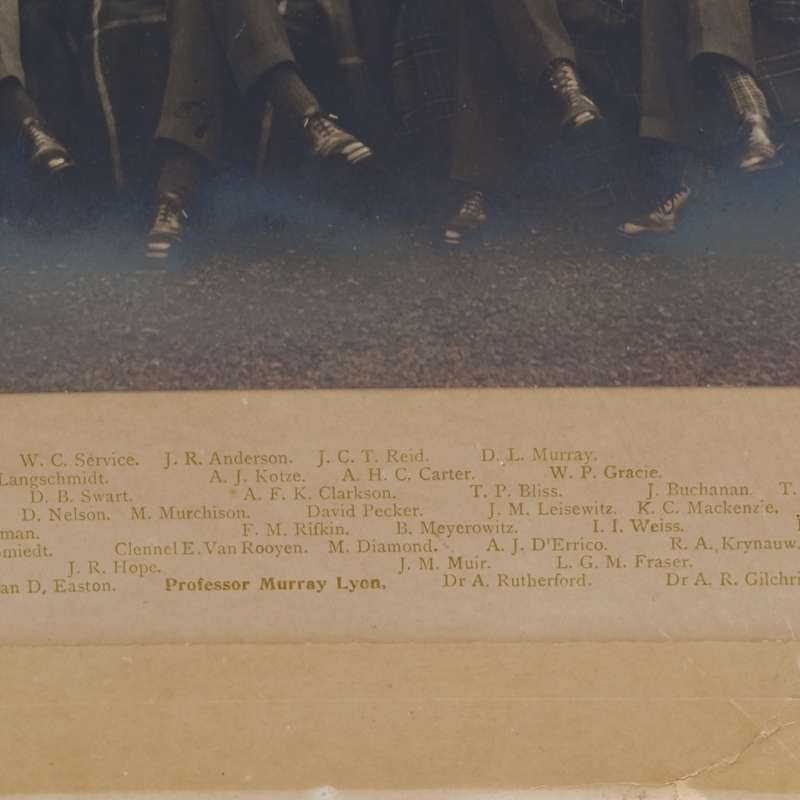 W. C. Service. J. R. Anderson. J. C. T. Reid. D. L. Murray.
Langschmidt. A. J. Kotze. A. H. C. Carter. W. P. Gracie.
D. B. Swart. A. F. K. Clarkson. T. P. Bliss. J. Buchanan. T.
D. Nelson. M. Murchison. David Pecker. J. M. Leisewitz. K. C. Mackenzie.
man. F. M. Rifkin. B. Meyerowitz. I. I. Weiss.
miedt. Clennel E. Van Rooyen. M. Diamond. A. J. D'Errico. R. A. Krynauw.
J. R. Hope. J. M. Muir. L. G. M. Fraser.
an D. Easton. Professor Murray Lyon. Dr A. Rutherford. Dr A. R. Gilchri